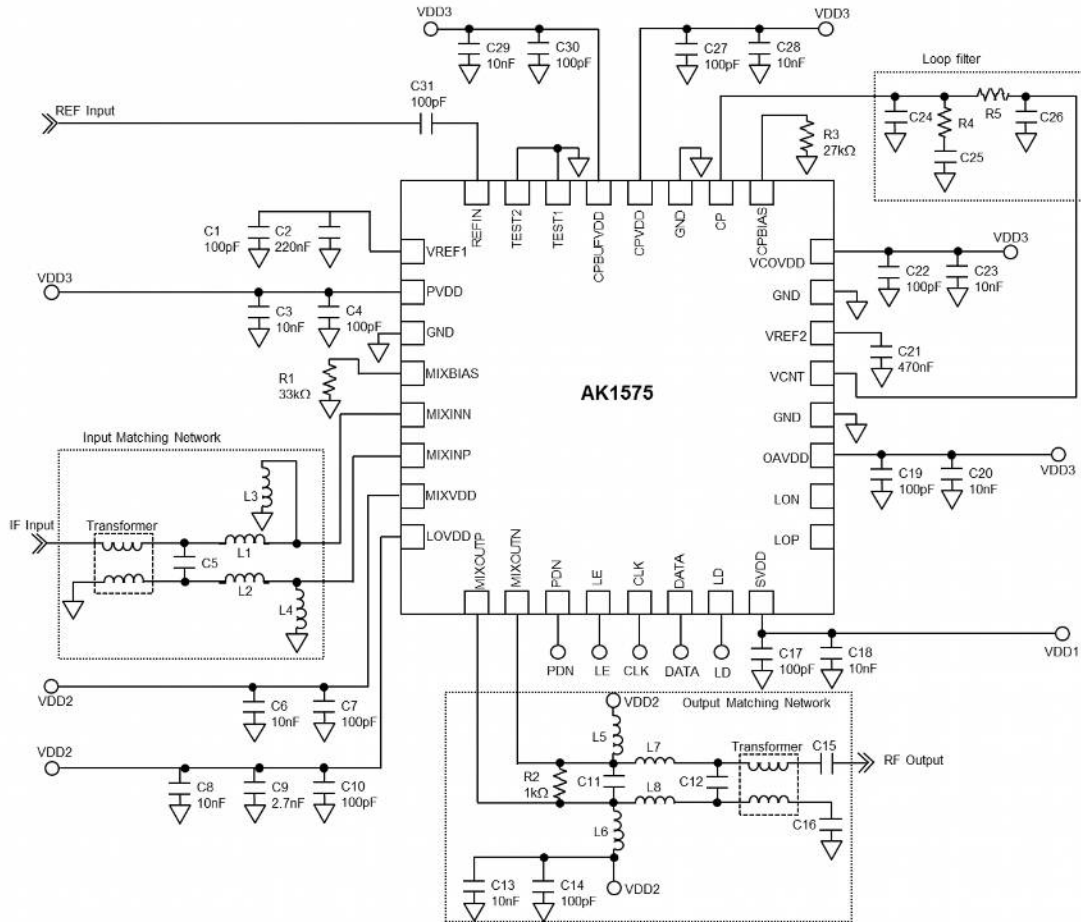 VDD3
C29
10nF
C30
100pF
C27
100pF
C28
10nF
VDD3
Loop filter
C31
100pF
REF Input
C24
R4
R5
C26
C25
R3
27kΩ
C1
100pF
C2
220nF
REFIN
TEST2
TEST1
CPBUFVDD
CPVDD
GND
CP
CPBIAS
VREF1
VDD3
PVDD
C3
10nF
C4
100pF
GND
R1
33kΩ
MIXBIAS
MIXINN
MIXINP
MIXVDD
LOVDD
AK1575
VCOVDD
VDD3
C22
100pF
C23
10nF
GND
VREF2
C21
470nF
VCNT
GND
OAVDD
VDD3
C19
100pF
C20
10nF
LON
LOP
Input Matching Network
L3
IF Input
Transformer
C5
L1
L2
L4
MIXOUTP
MIXOUTN
PDN
LE
CLK
DATA
LD
SVDD
PDN
LE
CLK
DATA
LD
C17
100pF
C18
10nF
VDD1
VDD2
C6
10nF
C7
100pF
VDD2
C8
10nF
C9
2.7nF
C10
100pF
VDD2
Output Matching Network
L5
L7
Transformer
C15
RF Output
R2
1kΩ
C11
C12
L8
L6
C16
C13
10nF
C14
100pF
VDD2